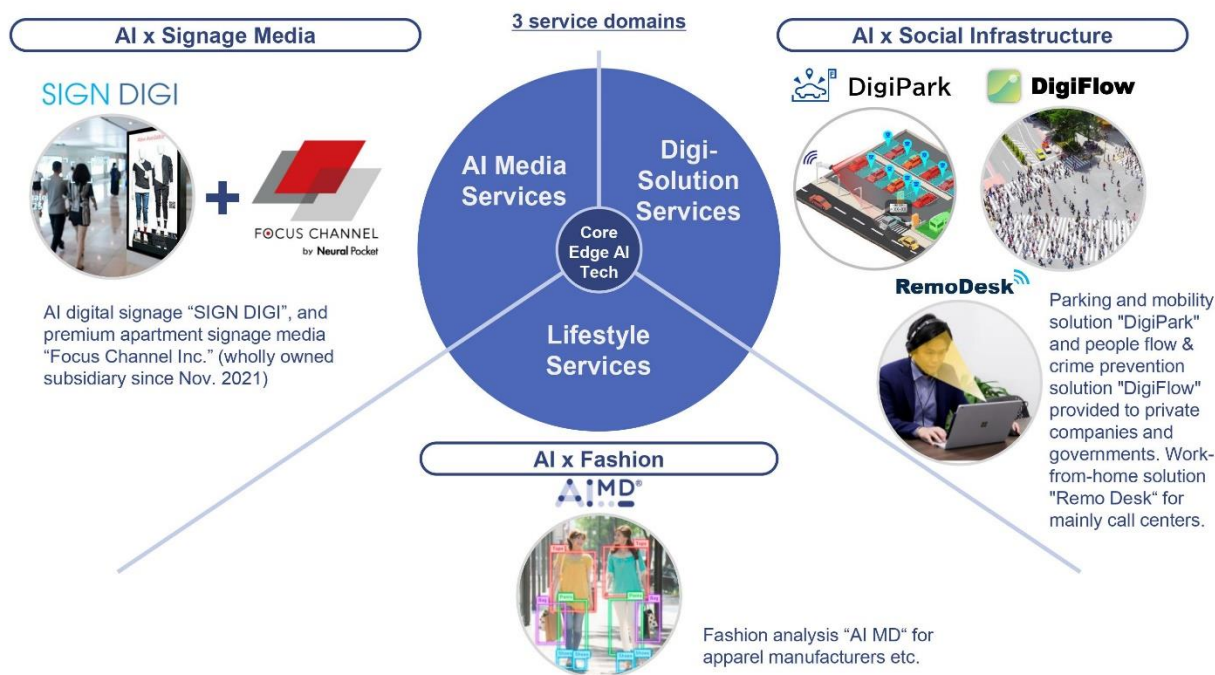 3 service domains
AI x Signage Media
SIGN DIGI
+
FOCUS CHANNEL
by Neural Pocket
AI digital signage “SIGN DIGI”, and
premium apartment signage media
“Focus Channel Inc.” (wholly owned
subsidiary since Nov. 2021)
AI Media
Services
Digi-
Solution
Services
Core
Edge AI
Tech
Lifestyle
Services
AI x Social Infrastructure
DigiPark
DigiFlow
RemoDesk
Parking and mobility
solution "DigiPark"
and people flow &
crime prevention
solution "DigiFlow"
provided to private
companies and
governments. Work-
from-home solution
"Remo Desk“ for
mainly call centers.
AI x Fashion
AIMD®
Fashion analysis “AI MD“ for
apparel manufacturers etc.